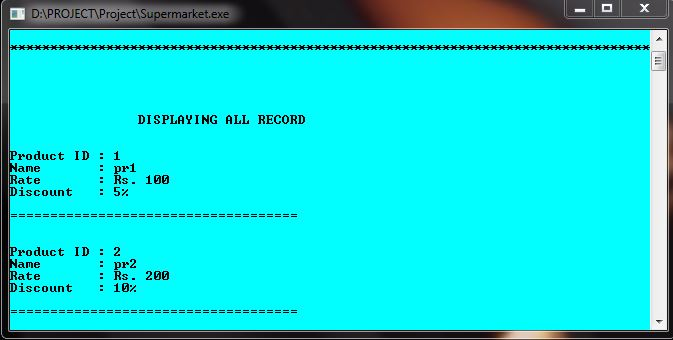 D:\PROJECT\Project\Supermarket.exe
********************************************************************************
DISPLAYING ALL RECORD
Product ID : 1
Name : pr1
Rate : Rs. 100
Discount : 5%
====================================
Product ID : 2
Name : pr2
Rate : Rs. 200
Discount : 10%
====================================